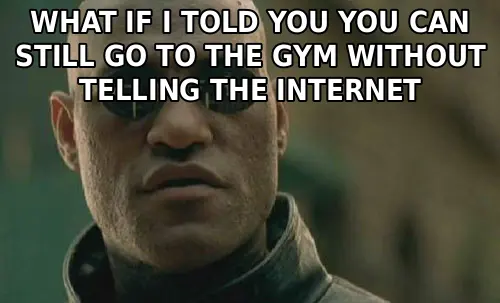 WHAT IF I TOLD YOU YOU CAN
STILL GO TO THE GYM WITHOUT
TELLING THE INTERNET